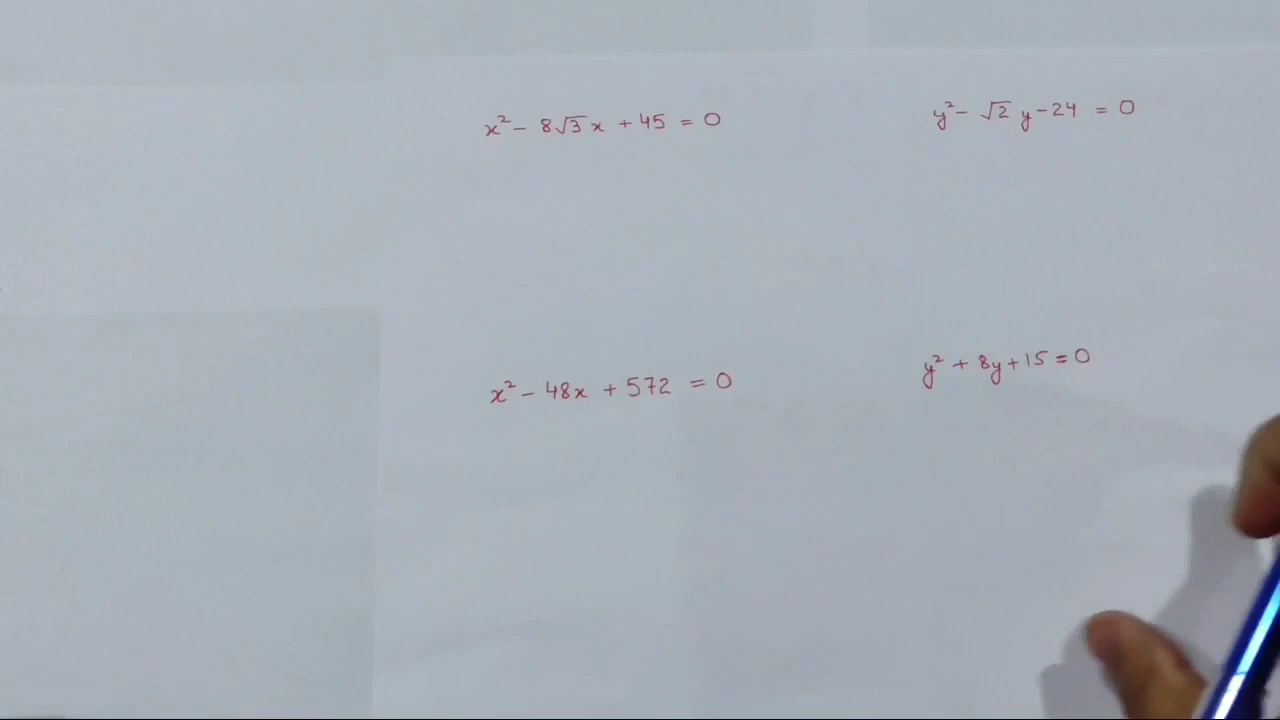 x² - 8√3 x + 45 = 0
y² - √2 y - 24 = 0
x² - 48x + 572 = 0
y² + 8y + 15 = 0